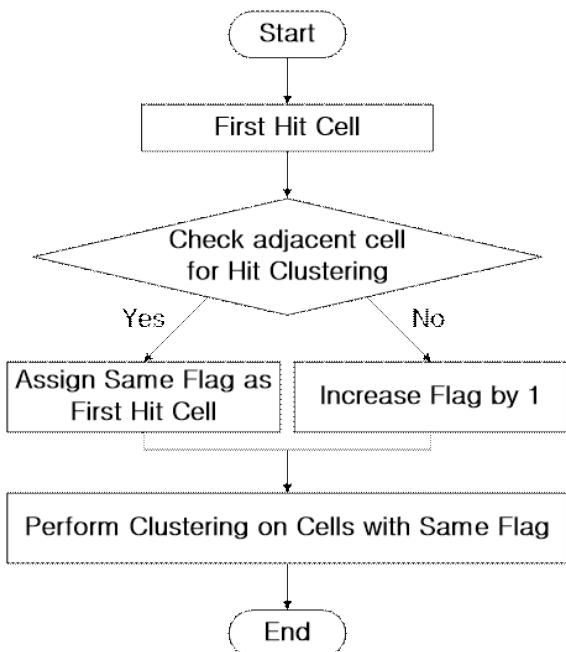 Start
First Hit Cell
Check adjacent cell
for Hit Clustering
Yes
No
Assign Same Flag as
First Hit Cell
Increase Flag by 1
Perform Clustering on Cells with Same Flag
End